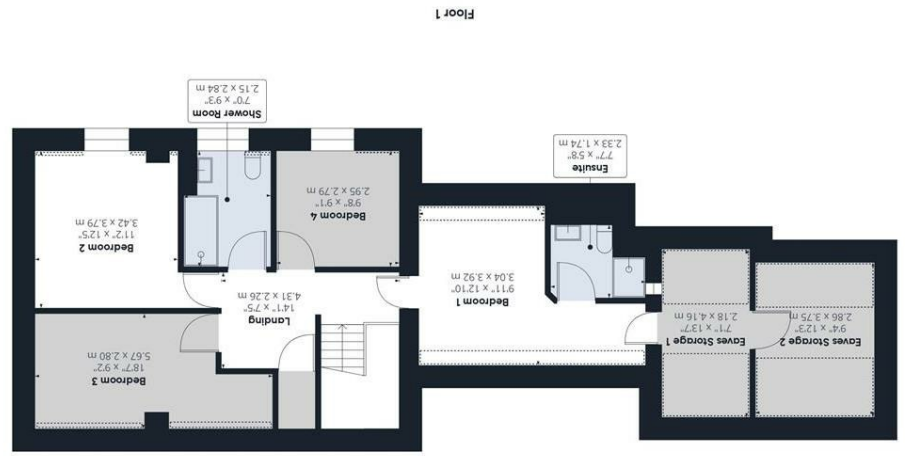 Bedroom 3
18'7" x 9'2"
5.67 x 2.80 m
Eaves Storage 2
9'4" x 12'3"
2.86 x 3.75 m
Eaves Storage 1
7'1" x 13'7"
2.18 x 4.16 m
Landing
14'1" x 7'5"
4.31 x 2.26 m
Bedroom 1
9'11" x 12'10"
3.04 x 3.92 m
Bedroom 2
11'2" x 12'5"
3.42 x 3.79 m
Bedroom 4
9'8" x 9'1"
2.95 x 2.79 m
Ensuite
7'7" x 5'8"
2.33 x 1.74 m
Shower Room
7'0" x 9'3"
2.15 x 2.84 m
Floor 1